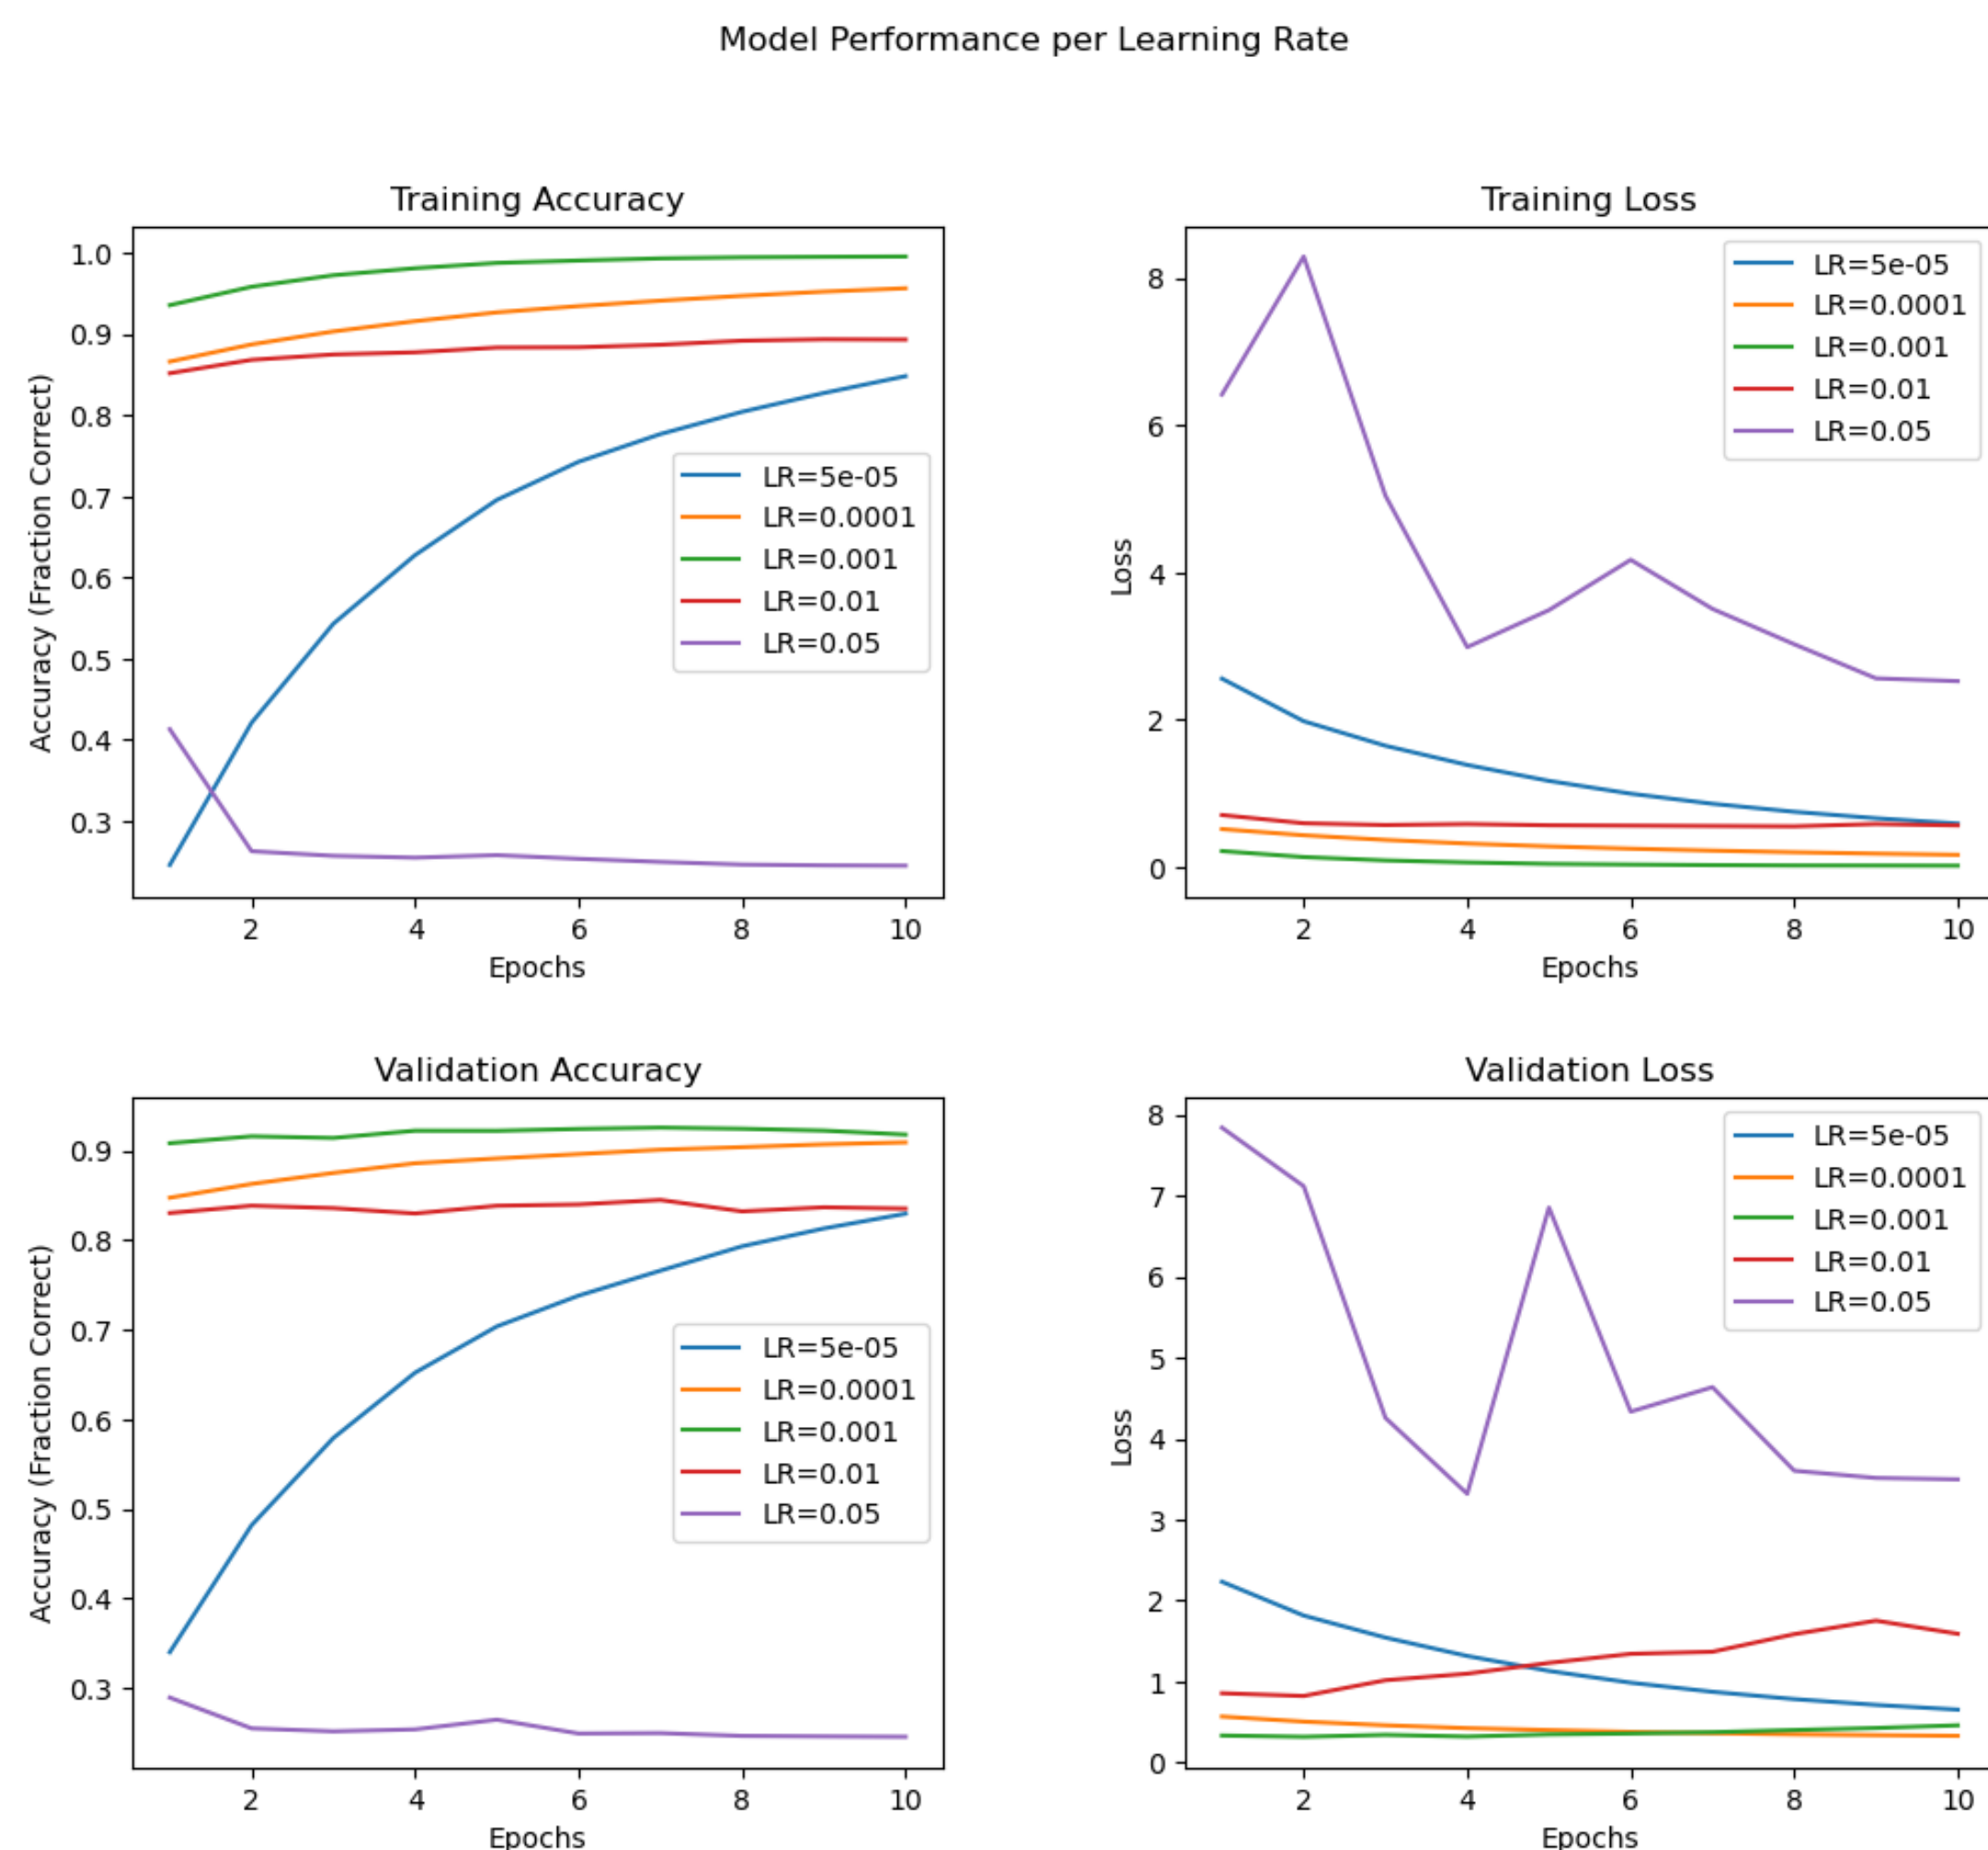 Model Performance per Learning Rate
Training Accuracy
Accuracy (Fraction Correct)
1.0
0.9
0.8
0.7
0.6
0.5
0.4
0.3
LR=5e-05
LR=0.0001
LR=0.001
LR=0.01
LR=0.05
2 4 6 8 10
Epochs
Training Loss
Loss
8
6
4
2
0
LR=5e-05
LR=0.0001
LR=0.001
LR=0.01
LR=0.05
2 4 6 8 10
Epochs
Validation Accuracy
Accuracy (Fraction Correct)
0.9
0.8
0.7
0.6
0.5
0.4
0.3
LR=5e-05
LR=0.0001
LR=0.001
LR=0.01
LR=0.05
2 4 6 8 10
Epochs
Validation Loss
Loss
8
7
6
5
4
3
2
1
0
LR=5e-05
LR=0.0001
LR=0.001
LR=0.01
LR=0.05
2 4 6 8 10
Epochs